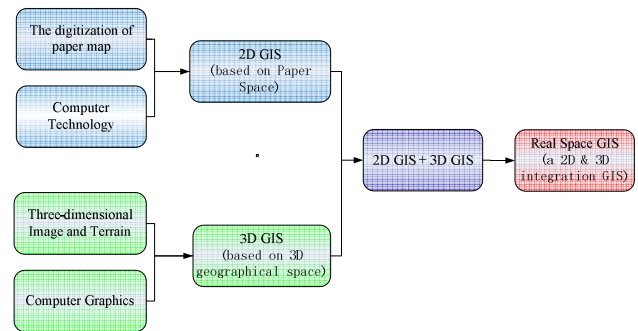 The digitization of
paper map
Computer
Technology
2D GIS
(based on Paper
Space)
2D GIS + 3D GIS
Real Space GIS
(a 2D & 3D
integration GIS)
Three-dimensional
Image and Terrain
Computer Graphics
3D GIS
(based on 3D
geographical space)